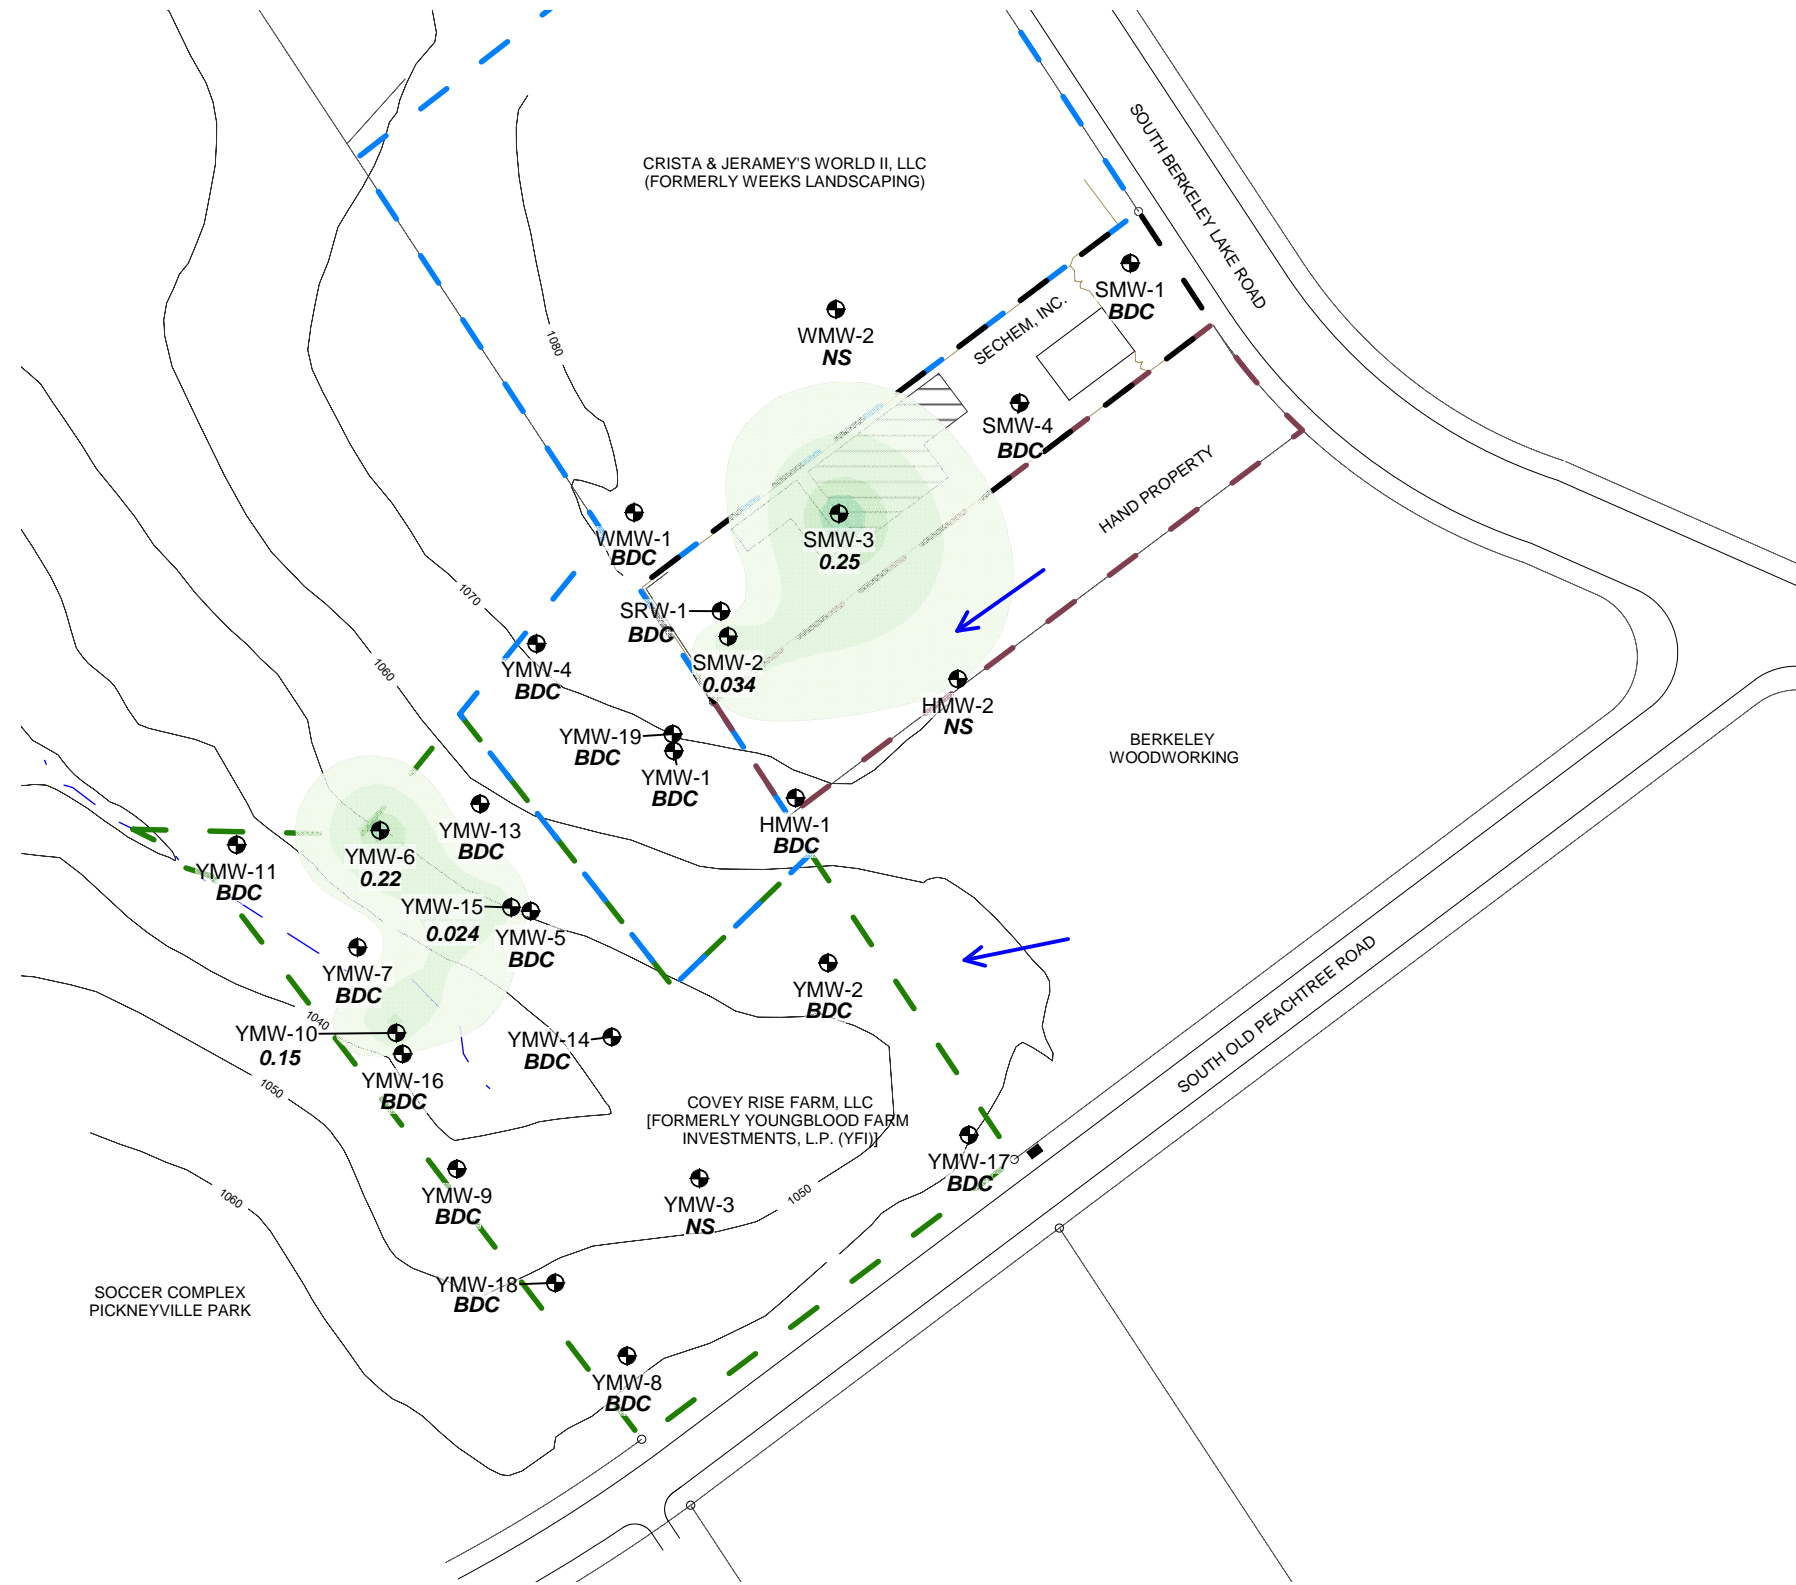 SOUTH BERKELEY LAKE ROAD
CRISTA & JERAMEY'S WORLD II, LLC
(FORMERLY WEEKS LANDSCAPING)
SMW-1
BDC
SECHEM, INC.
WMW-2
NS
1080
SMW-4
BDC
HAND PROPERTY
WMW-1
BDC
SMW-3
0.25
1070
SRW-1
BDC
SMW-2
0.034
YMW-4
BDC
1060
HMW-2
NS
YMW-19
BDC
YMW-1
BDC
BERKELEY
WOODWORKING
HMW-1
BDC
YMW-13
BDC
YMW-6
0.22
YMW-11
BDC
YMW-15
0.024
YMW-5
BDC
YMW-7
BDC
YMW-2
BDC
SOUTH OLD PEACHTREE ROAD
1040
YMW-10
0.15
YMW-14
BDC
YMW-16
BDC
1050
COVEY RISE FARM, LLC
[FORMERLY YOUNGBLOOD FARM
INVESTMENTS, L.P. (YFI)]
YMW-17
BDC
YMW-9
BDC
1060
YMW-3
NS
1050
YMW-18
BDC
SOCCER COMPLEX
PICKNEYVILLE PARK
YMW-8
BDC